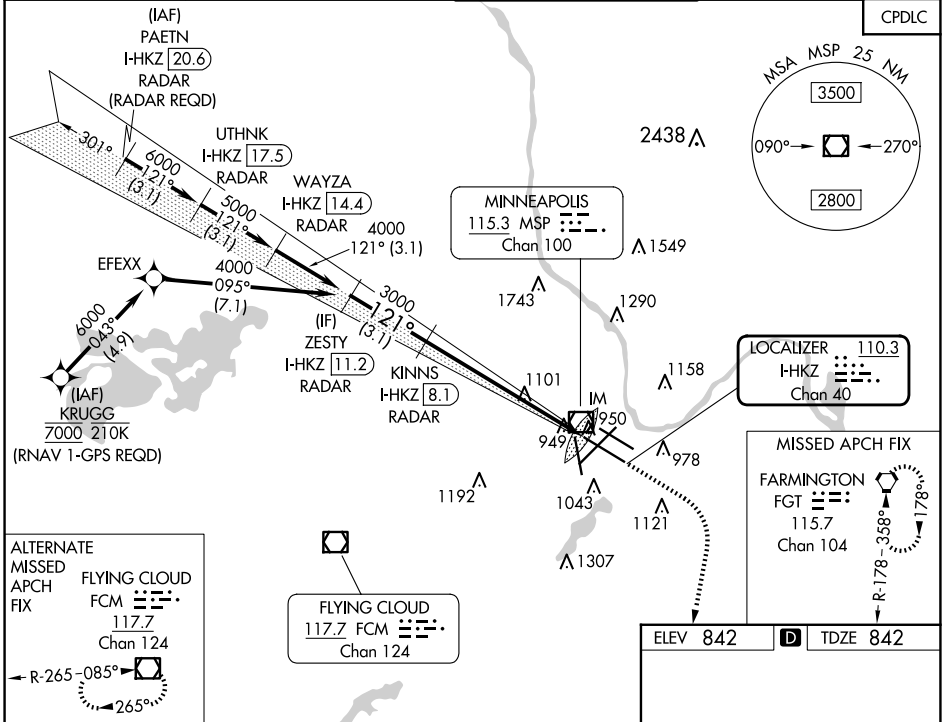 CPDLC
(IAF)
PAETN
I-HKZ 20.6
RADAR
(RADAR REQD)
301°
6000
121°
(3.1)
UTHNK
I-HKZ 17.5
RADAR
5000
121°
(3.1)
WAYZA
I-HKZ 14.4
RADAR
4000
121° (3.1)
MSA MSP 25 NM
3500
090°
270°
2800
2438
MINNEAPOLIS
115.3 MSP
Chan 100
1549
1743
1290
EFEXX
4000
095°
(7.1)
6000
043°
(4.9)
(IAF)
KRUGG
7000 210K
(RNAV 1-GPS REQD)
(IF)
ZESTY
I-HKZ 11.2
RADAR
3000
121°
(3.1)
KINNS
I-HKZ 8.1
RADAR
1101
1158
IM
950
949
978
LOCALIZER 110.3
I-HKZ
Chan 40
1192
1043
1121
1307
MISSED APCH FIX
FARMINGTON
FGT
115.7
Chan 104
R-178
358°
178°
ALTERNATE
MISSED
APCH
FIX
FLYING CLOUD
FCM
117.7
Chan 124
R-265
085°
265°
FLYING CLOUD
117.7 FCM
Chan 124
ELEV 842
D
TDZE 842